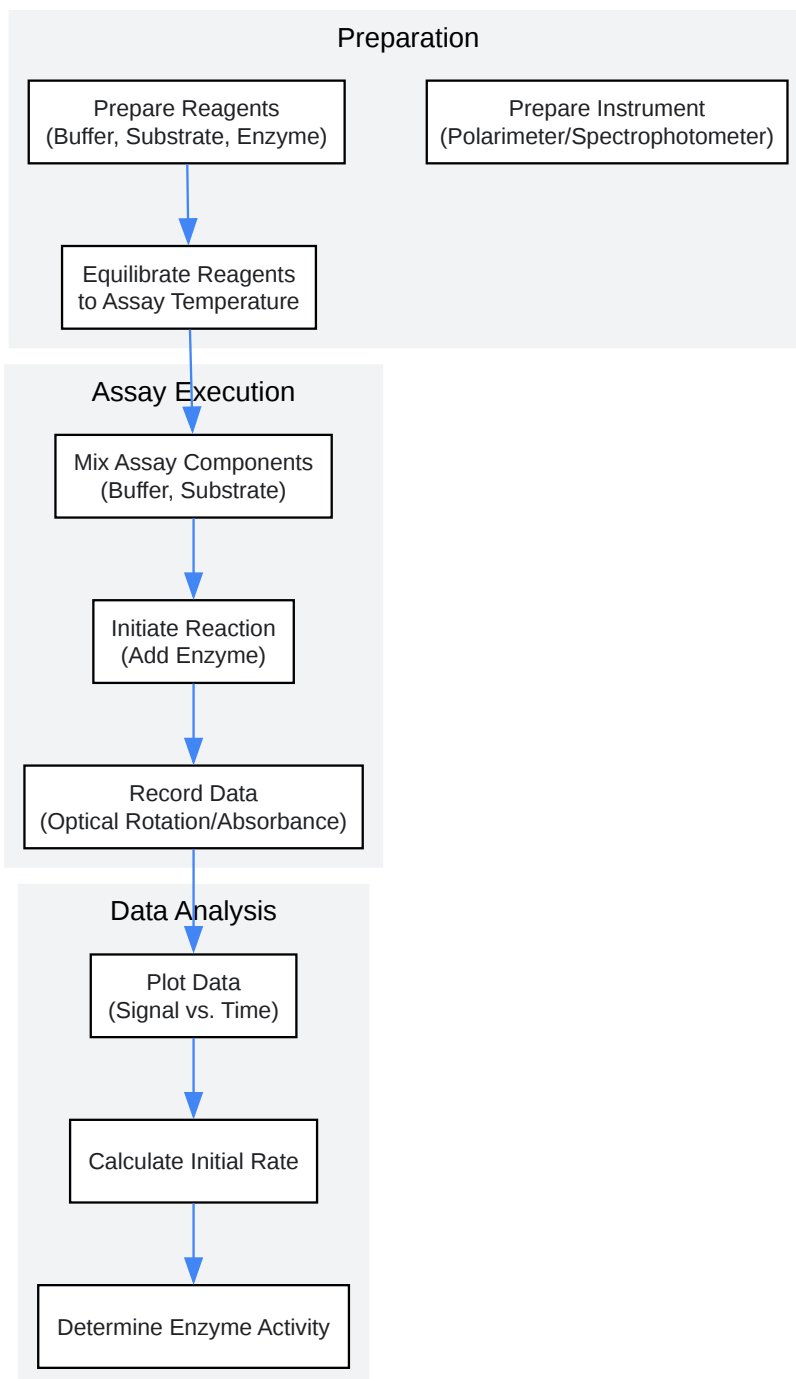 Preparation
Prepare Reagents
(Buffer, Substrate, Enzyme)
Prepare Instrument
(Polarimeter/Spectrophotometer)
Equilibrate Reagents
to Assay Temperature
Assay Execution
Mix Assay Components
(Buffer, Substrate)
Initiate Reaction
(Add Enzyme)
Record Data
(Optical Rotation/Absorbance)
Data Analysis
Plot Data
(Signal vs. Time)
Calculate Initial Rate
Determine Enzyme Activity